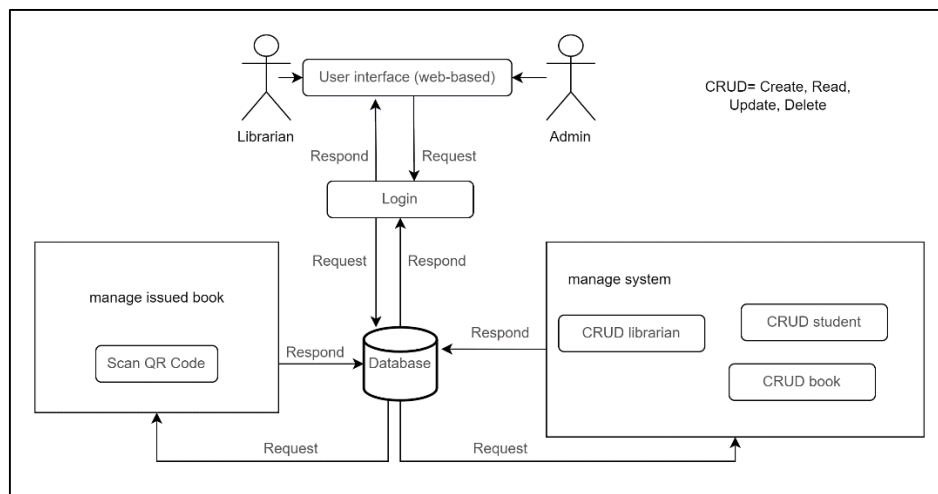 User interface (web-based)
CRUD= Create, Read,
Update, Delete
Librarian
Admin
Respond
Request
Login
Request
Respond
manage issued book
Scan QR Code
Respond
Database
Respond
manage system
CRUD librarian
CRUD student
CRUD book
Request
Request